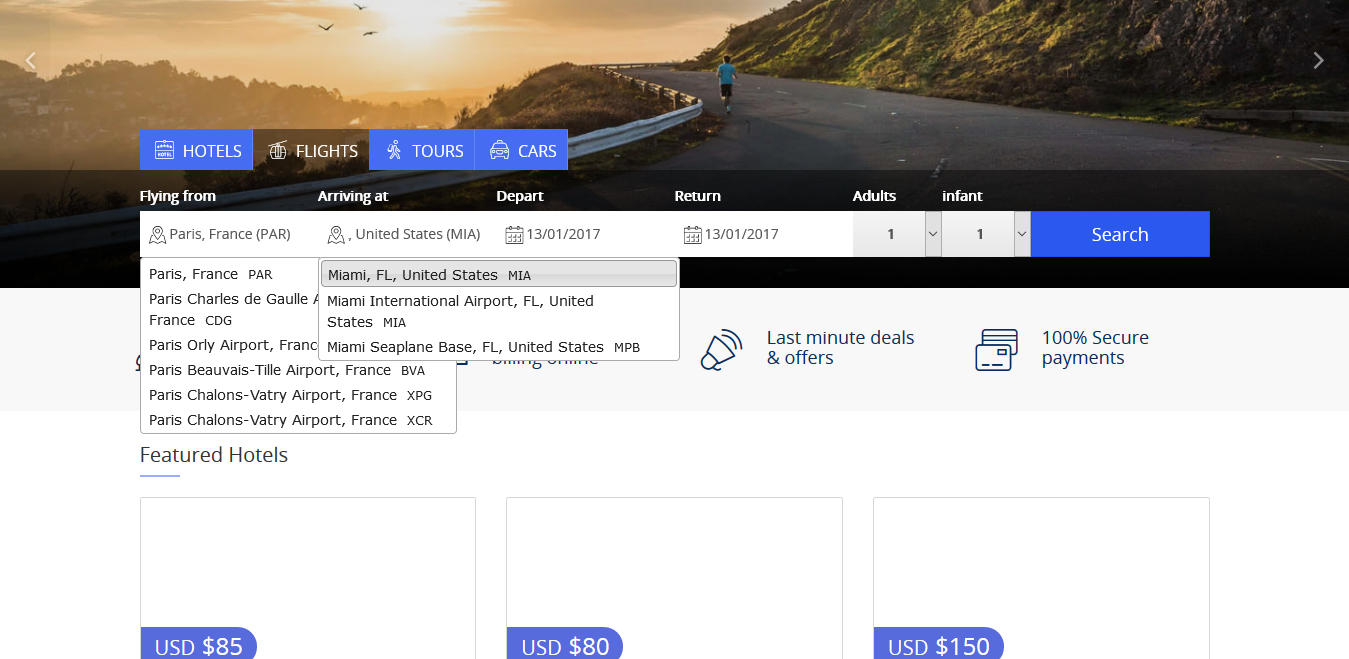 HOTELS FLIGHTS TOURS CARS
Flying from Arriving at Depart Return Adults infant
Paris, France (PAR) , United States (MIA) 13/01/2017 13/01/2017 1 1 Search
Paris, France PAR
Paris Charles de Gaulle
France CDG
Paris Orly Airport,
Paris Beauvais-Tille Airport, France BVA
Paris Chalons-Vatry Airport, France XPG
Paris Chalons-Vatry Airport, France XCR
Miami, FL, United States MIA
Miami International Airport, FL, United
States MIA
Miami Seaplane Base, FL, United States MPB
billing online
Last minute deals
& offers
100% Secure
payments
Featured Hotels
USD $85 USD $80 USD $150